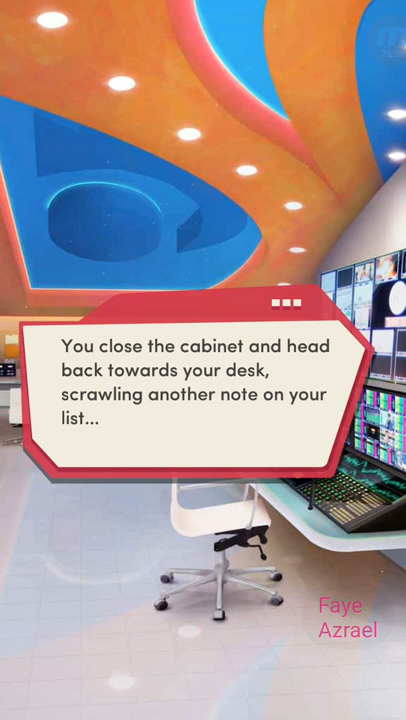 You close the cabinet and head
back towards your desk,
scrawling another note on your
list...
Faye
Azrael